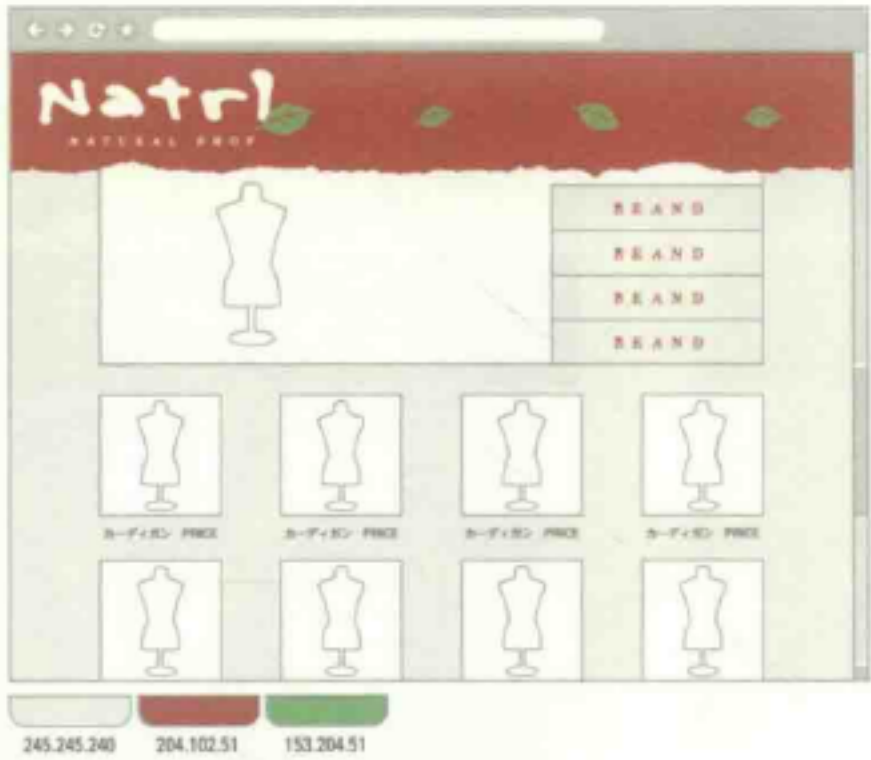 Natrl
NATURAL PROP
BRAND
BRAND
BRAND
BRAND
カーディガン PRICE
カーディガン PRICE
カーディガン PRICE
カーディガン PRICE
245.245.240
204.102.51
153.204.51